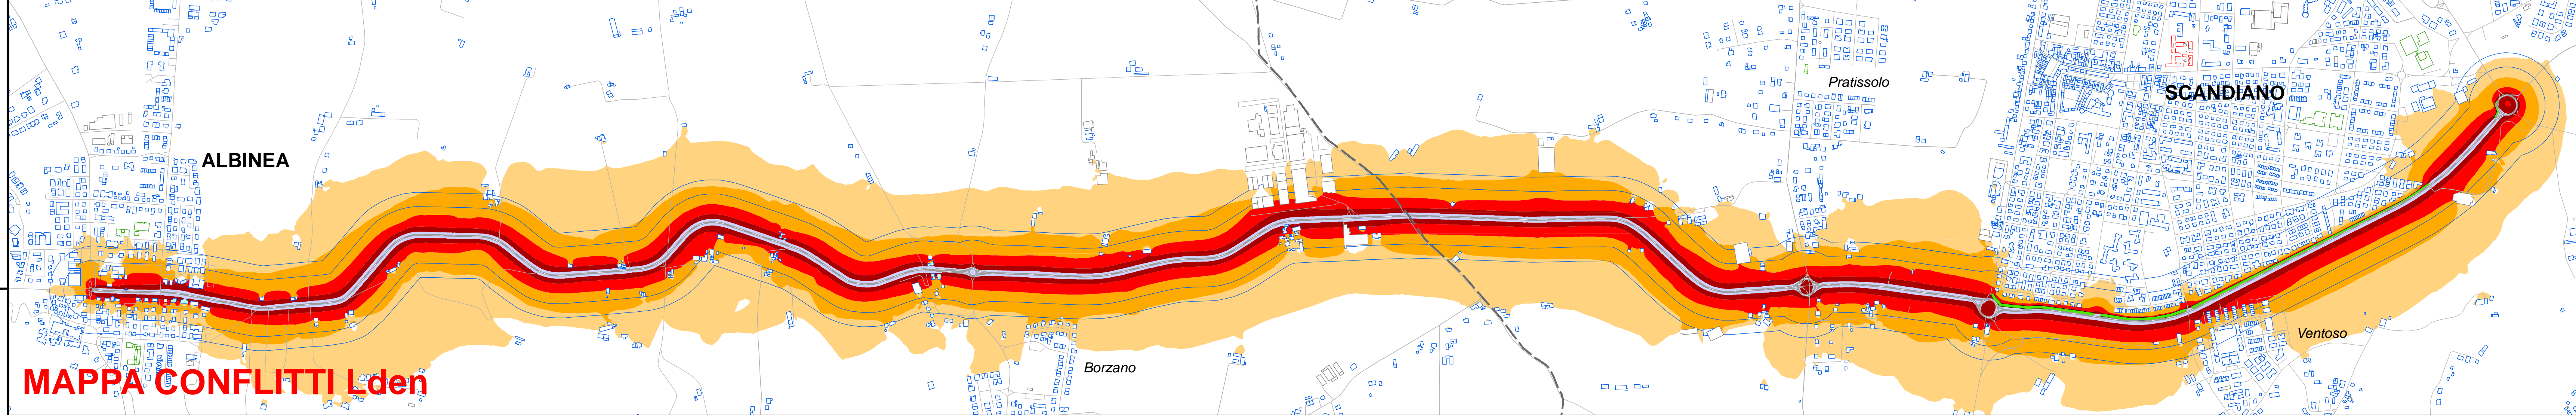 Pratissolo
SCANDIANO
ALBINEA
Ventoso
Borzano
MAPPA CONFLITTI Lden